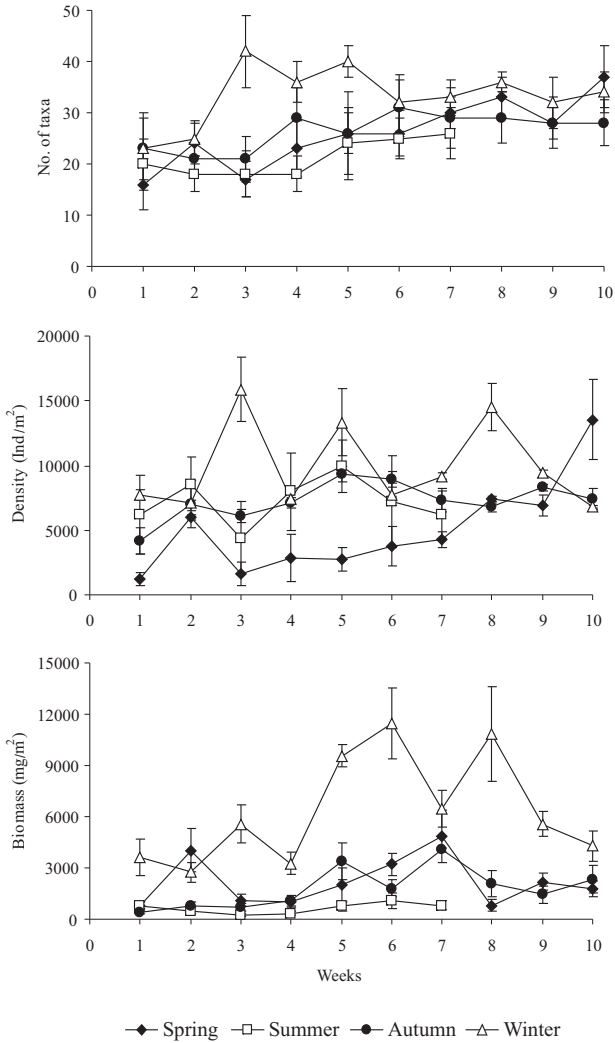 50
40
30
20
10
0
No. of taxa
0 1 2 3 4 5 6 7 8 9 10
20000
15000
10000
5000
0
Density (Ind/m²)
0 1 2 3 4 5 6 7 8 9 10
15000
12000
9000
6000
3000
0
Biomass (mg/m²)
0 1 2 3 4 5 6 7 8 9 10
Weeks
Spring Summer Autumn Winter